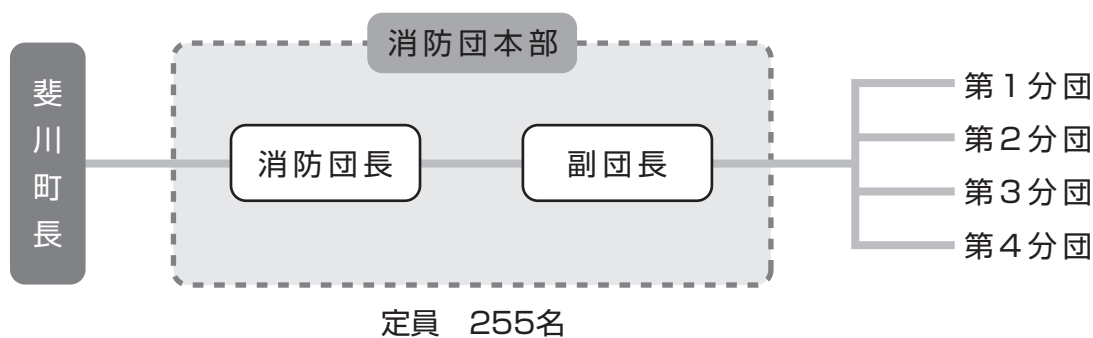 消防団本部
斐川町長
消防団長
副団長
第1分団
第2分団
第3分団
第4分団
定員　255名